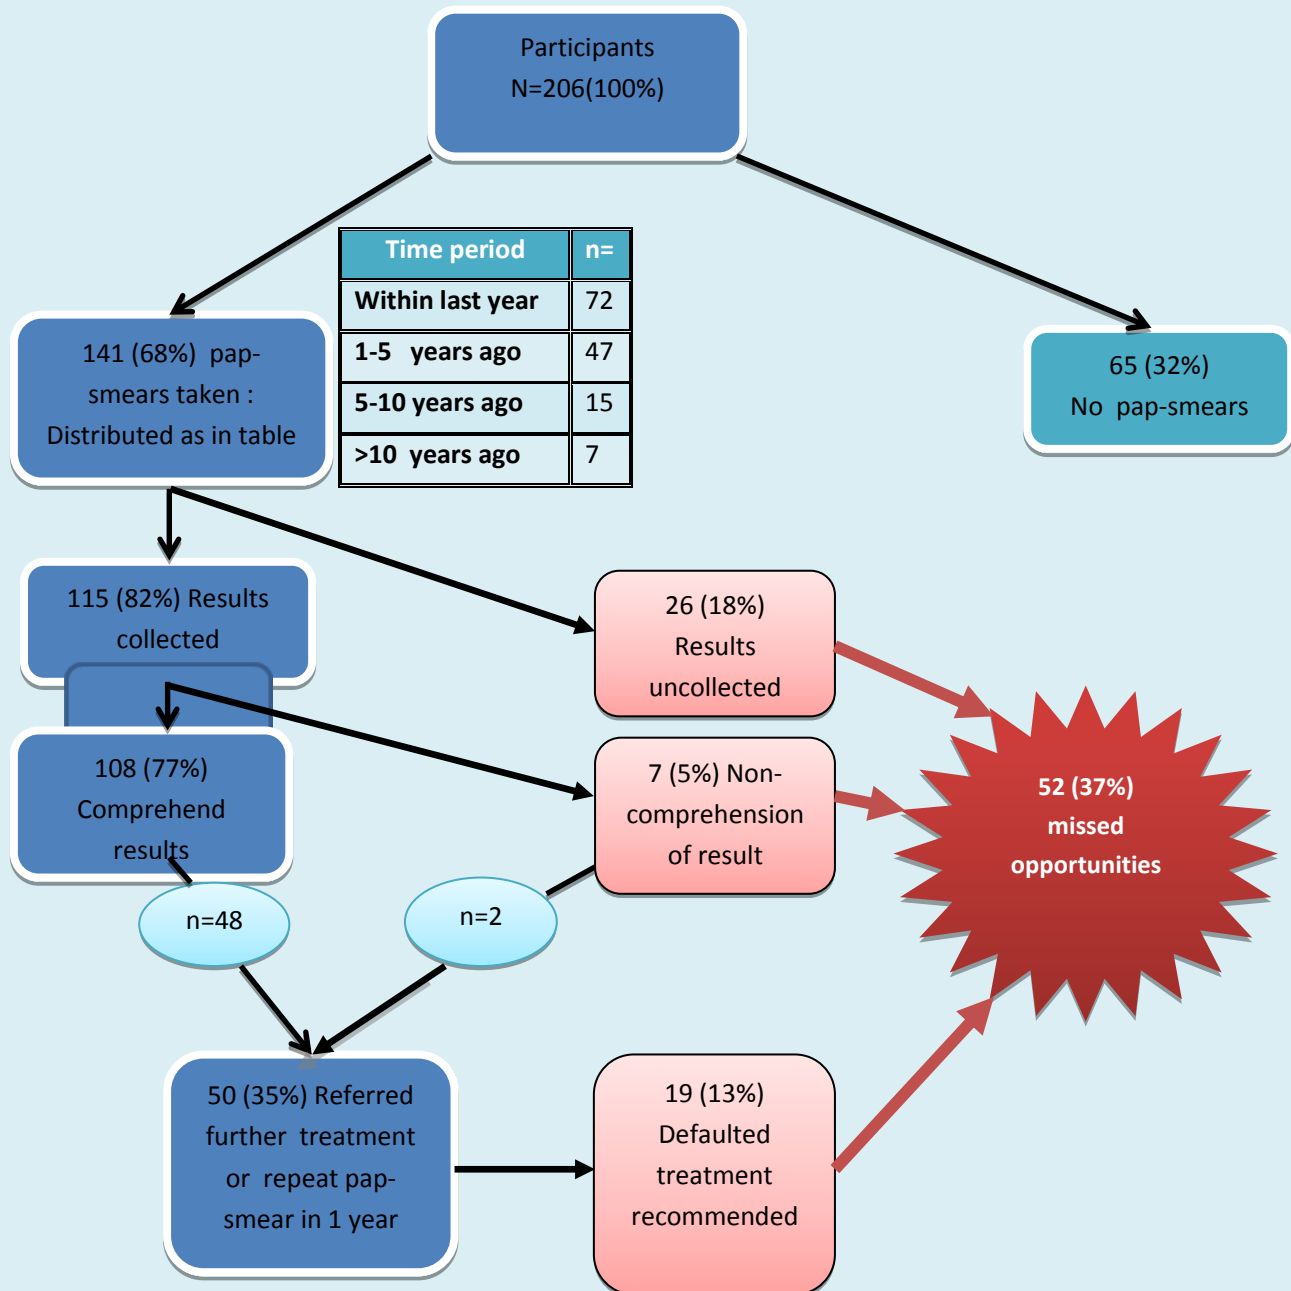 Participants
N=206(100%)
Time period n=
Within last year 72
1-5 years ago 47
5-10 years ago 15
>10 years ago 7
141 (68%) pap-
smears taken :
Distributed as in table
65 (32%)
No pap-smears
115 (82%) Results
collected
26 (18%)
Results
uncollected
108 (77%)
Comprehend
results
7 (5%) Non-
comprehension
of result
52 (37%)
missed
opportunities
n=48
n=2
50 (35%) Referred
further treatment
or repeat pap-
smear in 1 year
19 (13%)
Defaulted
treatment
recommended